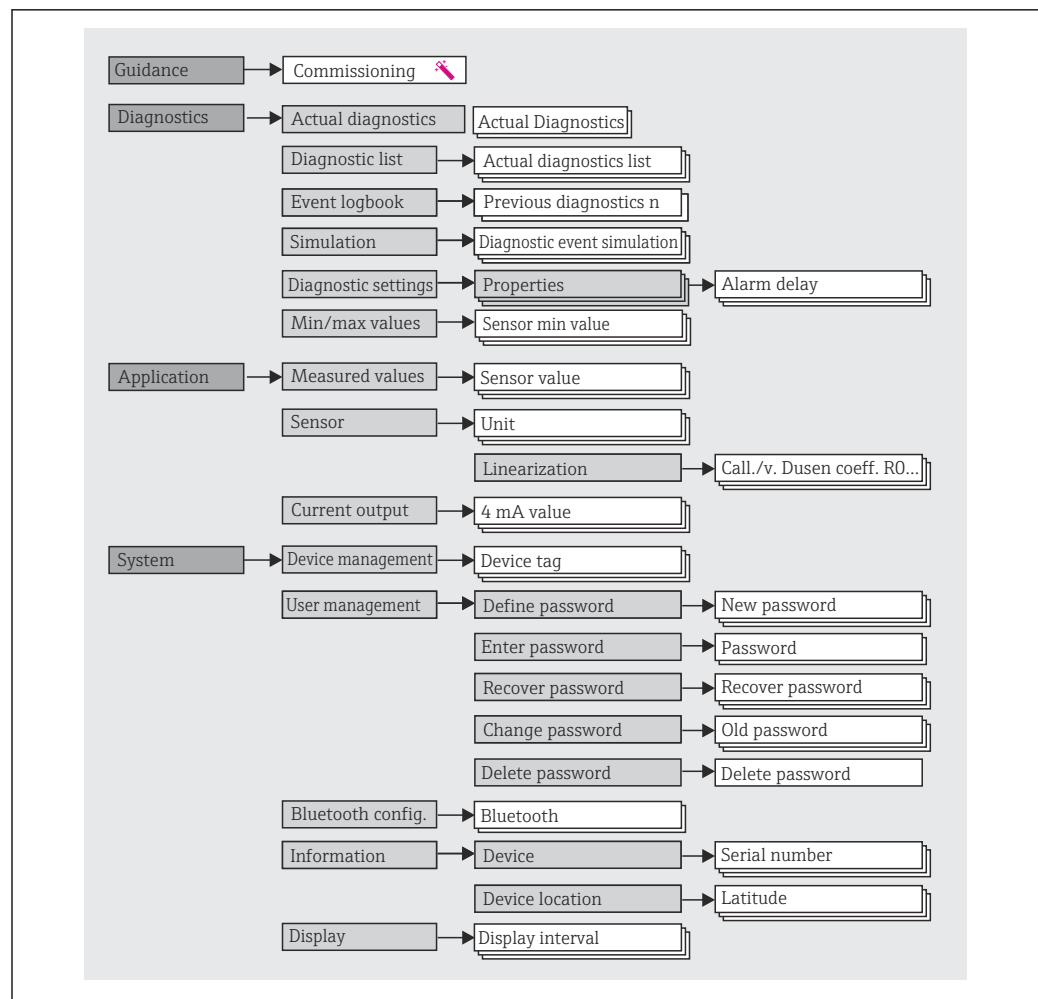 Guidance
Commissioning
Diagnostics
Actual diagnostics
Actual Diagnostics
Diagnostic list
Actual diagnostics list
Event logbook
Previous diagnostics n
Simulation
Diagnostic event simulation
Diagnostic settings
Properties
Alarm delay
Min/max values
Sensor min value
Application
Measured values
Sensor value
Sensor
Unit
Linearization
Call./v. Dusen coeff. R0...
Current output
4 mA value
System
Device management
Device tag
User management
Define password
New password
Enter password
Password
Recover password
Recover password
Change password
Old password
Delete password
Delete password
Bluetooth config.
Bluetooth
Information
Device
Serial number
Device location
Latitude
Display
Display interval